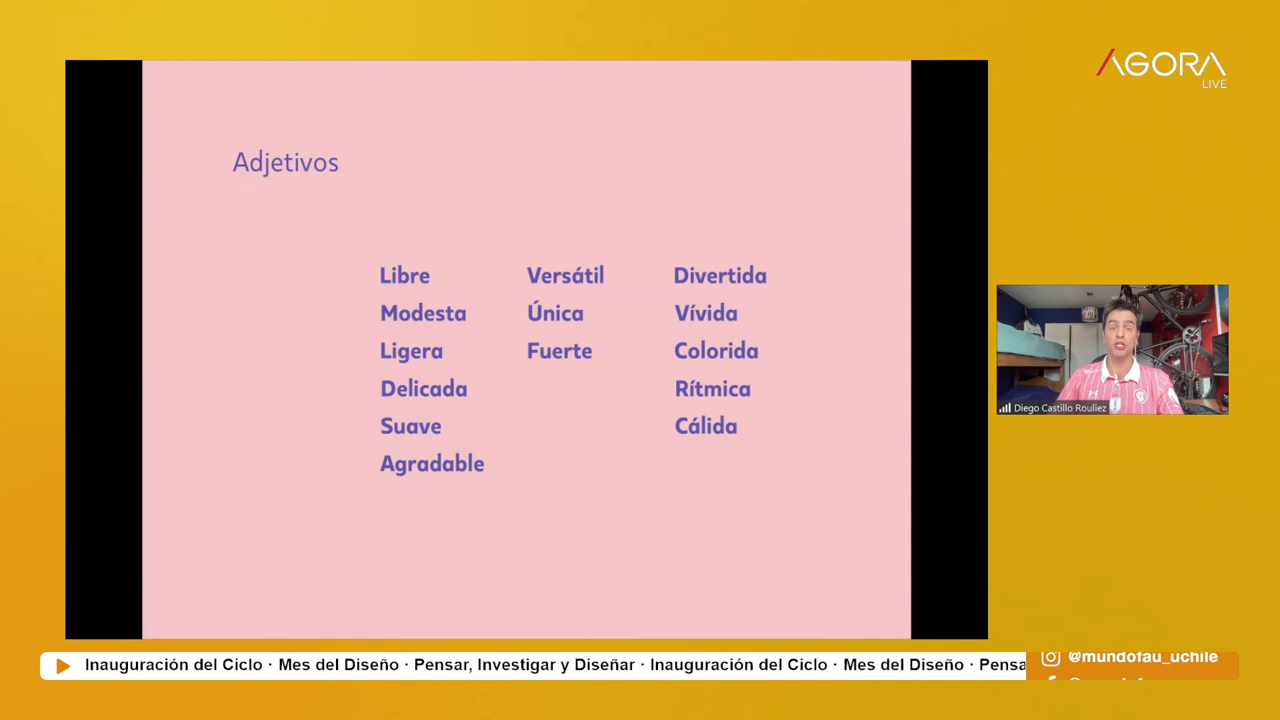 AGORA
LIVE
Adjetivos
Libre
Modesta
Ligera
Delicada
Suave
Agradable
Versátil
Única
Fuerte
Divertida
Vívida
Colorida
Rítmica
Cálida
Diego Castillo Rouliez
Inauguración del Ciclo · Mes del Diseño · Pensar, Investigar y Diseñar · Inauguración del Ciclo · Mes del Diseño · Pensa
@mundofau_uchile